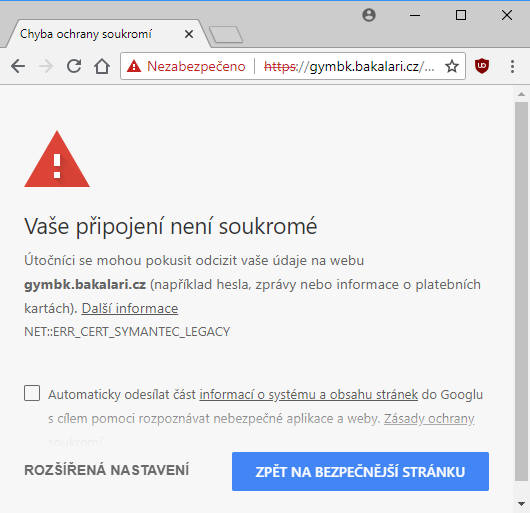 Chyba ochrany soukromí
Nezabezpečeno https://gymbk.bakalari.cz/...
Vaše připojení není soukromé
Útočníci se mohou pokusit odcizit vaše údaje na webu
gymbk.bakalari.cz (například hesla, zprávy nebo informace o platebních
kartách). Další informace
NET::ERR_CERT_SYMANTEC_LEGACY
Automaticky odesílat část informací o systému a obsahu stránek do Googlu
s cílem pomoci rozpoznávat nebezpečné aplikace a weby. Zásady ochrany
soukromí
ROZŠÍŘENÁ NASTAVENÍ
ZPĚT NA BEZPEČNĚJŠÍ STRÁNKU